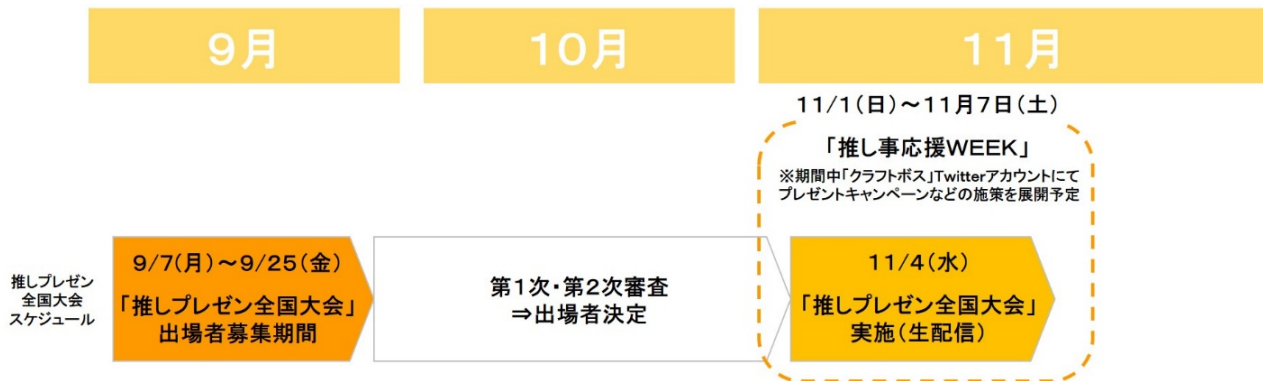 9月
10月
11月
11/1(日)~11月7日(土)
「推し事応援WEEK」
※期間中「クラフトボス」Twitterアカウントにて
プレゼントキャンペーンなどの施策を展開予定
推しプレゼン
全国大会
スケジュール
9/7(月)~9/25(金)
「推しプレゼン全国大会」
出場者募集期間
第1次・第2次審査
⇒出場者決定
11/4(水)
「推しプレゼン全国大会」
実施(生配信)